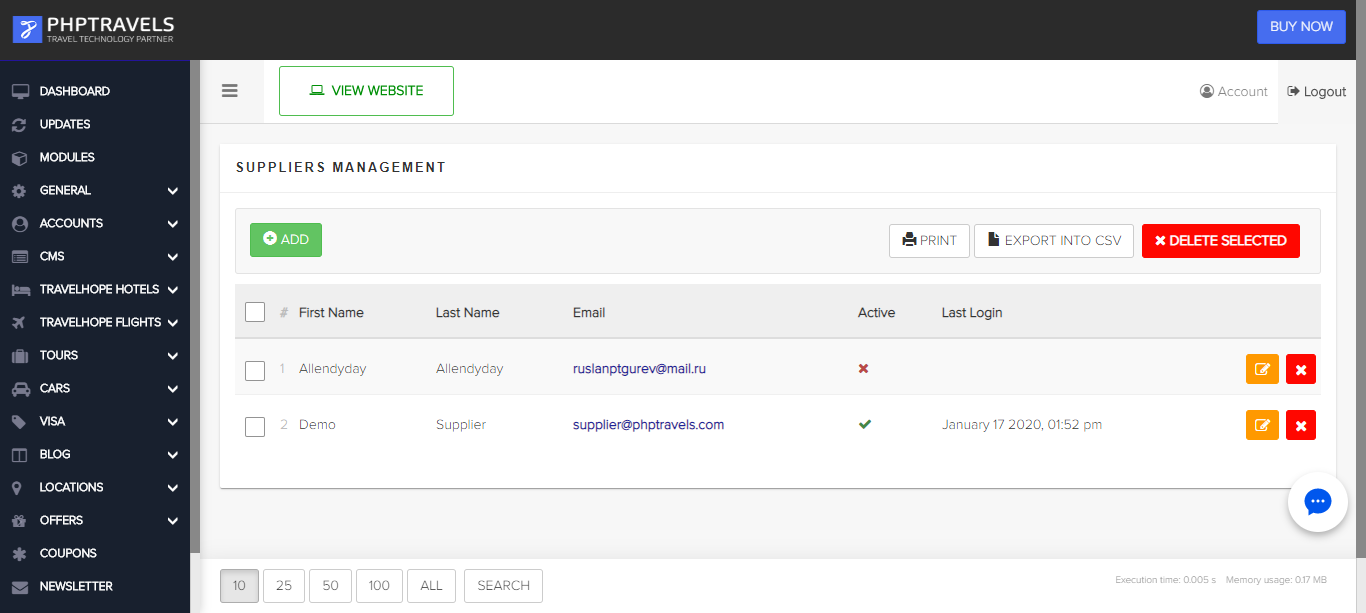 PHPTRAVELS
TRAVEL TECHNOLOGY PARTNER
BUY NOW
DASHBOARD
UPDATES
MODULES
GENERAL
ACCOUNTS
CMS
TRAVELHOPE HOTELS
TRAVELHOPE FLIGHTS
TOURS
CARS
VISA
BLOG
LOCATIONS
OFFERS
COUPONS
NEWSLETTER
VIEW WEBSITE
Account
Logout
SUPPLIERS MANAGEMENT
ADD
PRINT
EXPORT INTO CSV
DELETE SELECTED
# First Name Last Name Email Active Last Login
1 Allendyday Allendyday ruslanptgurev@mail.ru
2 Demo Supplier supplier@phptravels.com January 17 2020, 01:52 pm
10 25 50 100 ALL SEARCH
Execution time: 0.005 s Memory usage: 0.17 MB